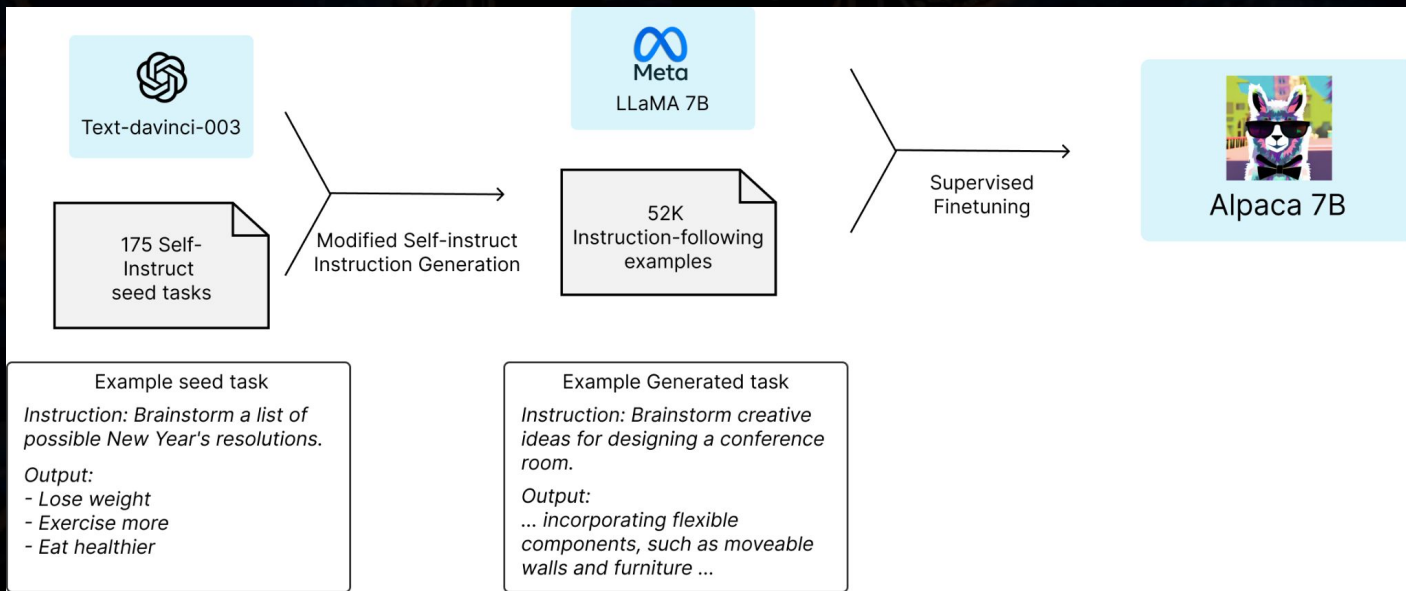 Text-davinci-003
175 Self-
Instruct
seed tasks
Modified Self-instruct
Instruction Generation
Meta
LLaMA 7B
52K
Instruction-following
examples
Supervised
Finetuning
Alpaca 7B
Example seed task
Instruction: Brainstorm a list of
possible New Year's resolutions.
Output:
- Lose weight
- Exercise more
- Eat healthier
Example Generated task
Instruction: Brainstorm creative
ideas for designing a conference
room.
Output:
... incorporating flexible
components, such as moveable
walls and furniture ...